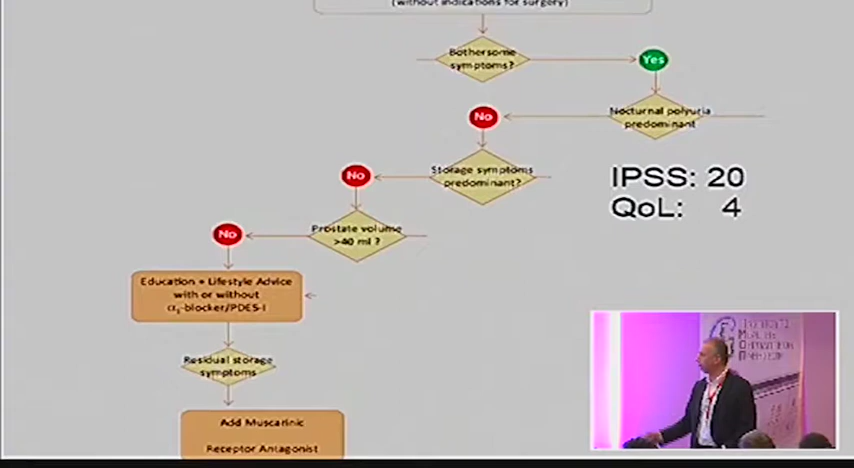 (without indications for surgery)
Bothersome
symptoms?
Yes
Nocturnal polyuria
predominant
No
Storage symptoms
predominant?
No
IPSS: 20
QoL: 4
Prostate volume
>40 ml ?
No
Education + Lifestyle Advice
with or without
α₁-blocker/PDE5-I
Residual storage
symptoms
Add Muscarinic
Receptor Antagonist